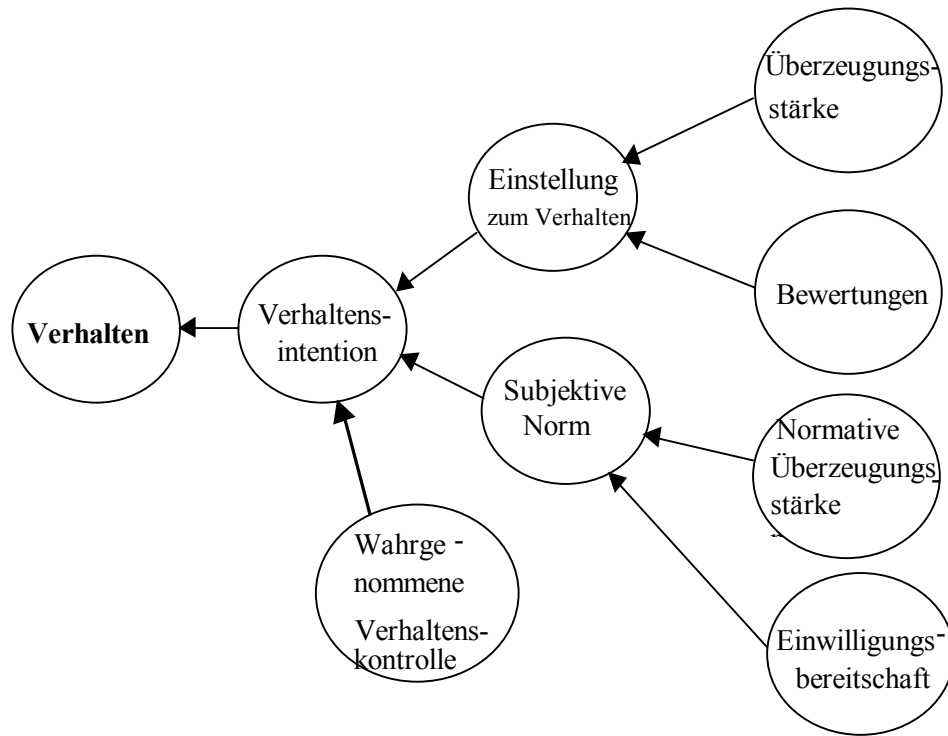 Überzeugungs-
stärke
Einstellung
zum Verhalten
Bewertungen
Verhalten
Verhaltens-
intention
Subjektive
Norm
Normative
Überzeugungs-
stärke
Wahrge -
nommene
Verhaltens-
kontrolle
Einwilligungs-
bereitschaft